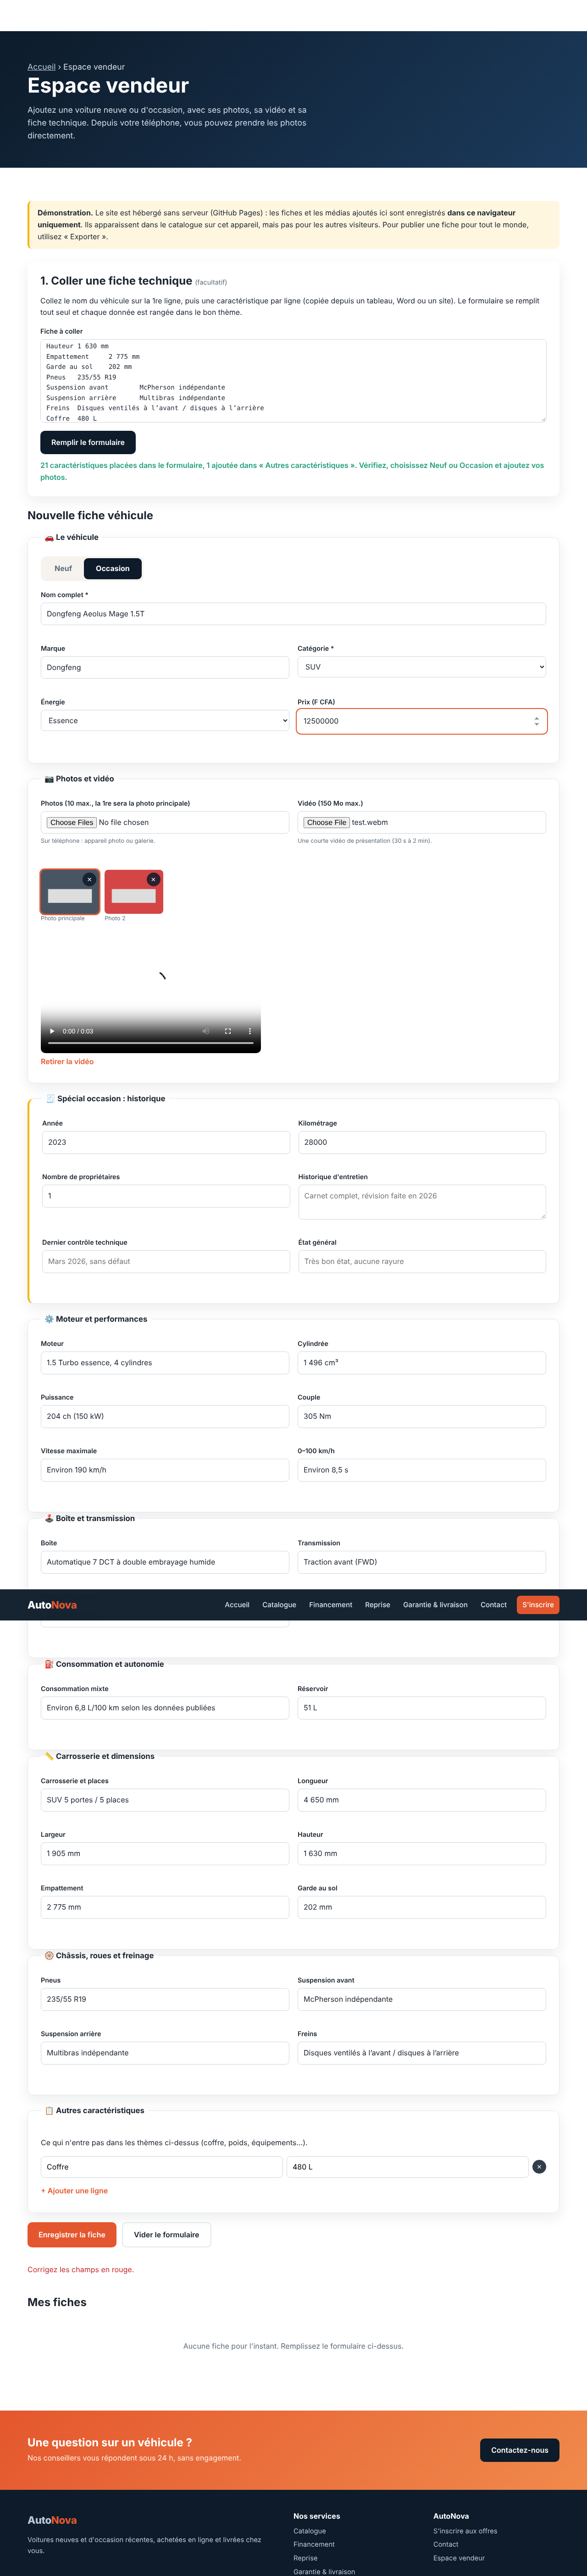 Accueil › Espace vendeur
Espace vendeur
Ajoutez une voiture neuve ou d'occasion, avec ses photos, sa vidéo et sa
fiche technique. Depuis votre téléphone, vous pouvez prendre les photos
directement.
Démonstration. Le site est hébergé sans serveur (GitHub Pages) : les fiches et les médias ajoutés ici sont enregistrés dans ce navigateur
uniquement. Ils apparaissent dans le catalogue sur cet appareil, mais pas pour les autres visiteurs. Pour publier une fiche pour tout le monde,
utilisez « Exporter ».
1. Coller une fiche technique (facultatif)
Collez le nom du véhicule sur la 1re ligne, puis une caractéristique par ligne (copiée depuis un tableau, Word ou un site). Le formulaire se remplit
tout seul et chaque donnée est rangée dans le bon thème.
Fiche à coller
Hauteur 1 630 mm
Empattement 2 775 mm
Garde au sol 202 mm
Pneus 235/55 R19
Suspension avant McPherson indépendante
Suspension arrière Multibras indépendante
Freins Disques ventilés à l'avant / disques à l'arrière
Coffre 480 L
Remplir le formulaire
21 caractéristiques placées dans le formulaire, 1 ajoutée dans « Autres caractéristiques ». Vérifiez, choisissez Neuf ou Occasion et ajoutez vos
photos.
Nouvelle fiche véhicule
🚗 Le véhicule
Neuf Occasion
Nom complet *
Dongfeng Aeolus Mage 1.5T
Marque Catégorie *
Dongfeng SUV
Énergie Prix (F CFA)
Essence 12500000
📷 Photos et vidéo
Photos (10 max., la 1re sera la photo principale) Vidéo (150 Mo max.)
Choose Files No file chosen Choose File test.webm
Sur téléphone : appareil photo ou galerie. Une courte vidéo de présentation (30 s à 2 min).
Photo principale Photo 2
0:00 / 0:03
Retirer la vidéo
🧾 Spécial occasion : historique
Année Kilométrage
2023 28000
Nombre de propriétaires Historique d'entretien
1 Carnet complet, révision faite en 2026
Dernier contrôle technique État général
Mars 2026, sans défaut Très bon état, aucune rayure
⚙️ Moteur et performances
Moteur Cylindrée
1.5 Turbo essence, 4 cylindres 1 496 cm³
Puissance Couple
204 ch (150 kW) 305 Nm
Vitesse maximale 0–100 km/h
Environ 190 km/h Environ 8,5 s
🕹️ Boîte et transmission
Boîte Transmission
Automatique 7 DCT à double embrayage humide Traction avant (FWD)
AutoNova Accueil Catalogue Financement Reprise Garantie & livraison Contact S'inscrire
⛽ Consommation et autonomie
Consommation mixte Réservoir
Environ 6,8 L/100 km selon les données publiées 51 L
📏 Carrosserie et dimensions
Carrosserie et places Longueur
SUV 5 portes / 5 places 4 650 mm
Largeur Hauteur
1 905 mm 1 630 mm
Empattement Garde au sol
2 775 mm 202 mm
🛞 Châssis, roues et freinage
Pneus Suspension avant
235/55 R19 McPherson indépendante
Suspension arrière Freins
Multibras indépendante Disques ventilés à l'avant / disques à l'arrière
📋 Autres caractéristiques
Ce qui n'entre pas dans les thèmes ci-dessus (coffre, poids, équipements…).
Coffre 480 L
+ Ajouter une ligne
Enregistrer la fiche Vider le formulaire
Corrigez les champs en rouge.
Mes fiches
Aucune fiche pour l'instant. Remplissez le formulaire ci-dessus.
Une question sur un véhicule ?
Nos conseillers vous répondent sous 24 h, sans engagement.
Contactez-nous
AutoNova
Voitures neuves et d'occasion récentes, achetées en ligne et livrées chez
vous.
Nos services
Catalogue
Financement
Reprise
Garantie & livraison
AutoNova
S'inscrire aux offres
Contact
Espace vendeur